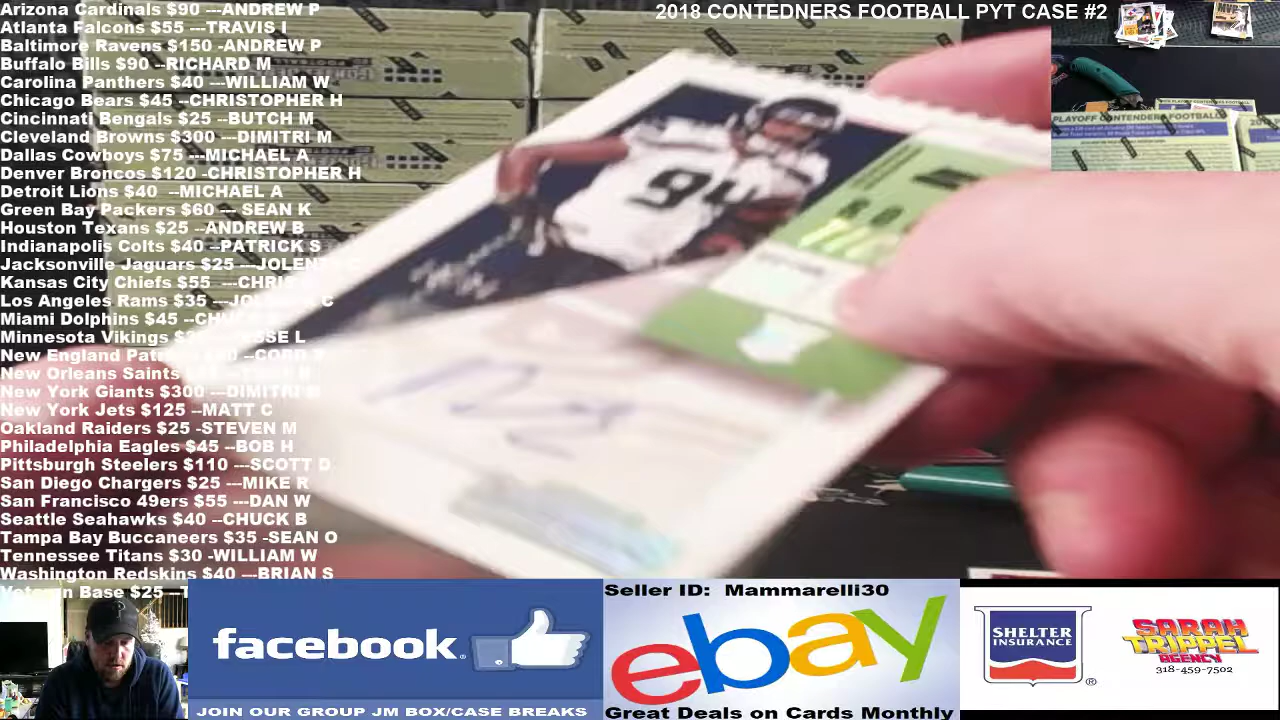 Arizona Cardinals $90 ---ANDREW P
2018 CONTEDNERS FOOTBALL PYT CASE #2
Atlanta Falcons $55 ---TRAVIS I
Baltimore Ravens $150 -ANDREW P
Buffalo Bills $90 --RICHARD M
Carolina Panthers $40 --WILLIAM W
Chicago Bears $45 --CHRISTOPHER H
Cincinnati Bengals $25 --BUTCH M
Cleveland Browns $300 --DIMITRI M
Dallas Cowboys $75 ---MICHAEL A
Denver Broncos $120 -CHRISTOPHER H
Detroit Lions $40 --MICHAEL A
Green Bay Packers $60 --- SEAN K
Houston Texans $25 --ANDREW B
Indianapolis Colts $40 --PATRICK S
Jacksonville Jaguars $25 ---
Kansas City Chiefs $55 ---CHRIS
Los Angeles Rams $35
Miami Dolphins $45
Minnesota Vikings
New England
New Orleans Saints
New York Giants $300 ---DIMITRI
New York Jets $125 --MATT C
Oakland Raiders $25 -STEVEN M
Philadelphia Eagles $45 --BOB H
Pittsburgh Steelers $110 ---SCOTT D
San Diego Chargers $25 ---MIKE R
San Francisco 49ers $55 ---DAN W
Seattle Seahawks $40 --CHUCK B
Tampa Bay Buccaneers $35 -SEAN O
Tennessee Titans $30 -WILLIAM W
Washington Redskins $40 ---BRIAN S
Base $25
PLAYOFF CONTENDERS FOOTBALL
94
facebook
JOIN OUR GROUP JM BOX/CASE BREAKS
Seller ID: Mammarelli30
ebay
Great Deals on Cards Monthly
SHELTER
INSURANCE
®
SARAH
TRIPPEL
AGENCY
318-459-7502